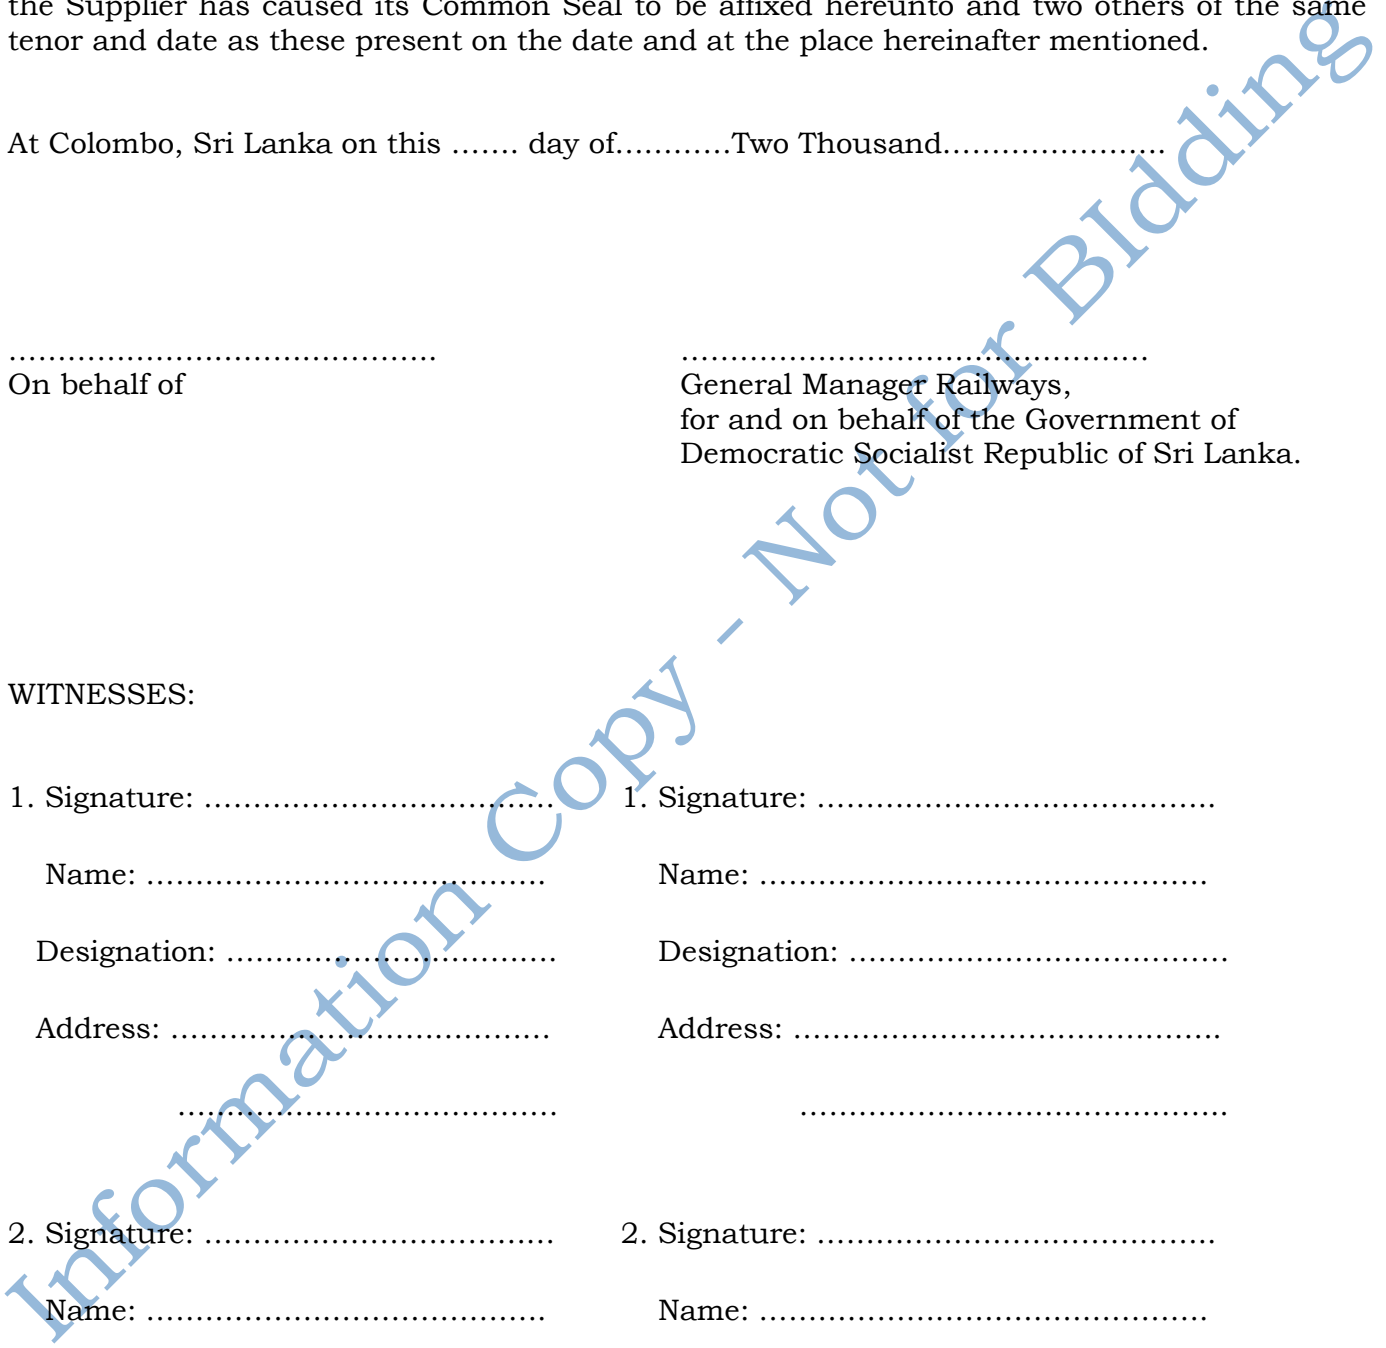 the Supplier has caused its Common Seal to be affixed hereunto and two others of the same
tenor and date as these present on the date and at the place hereinafter mentioned.
At Colombo, Sri Lanka on this ....... day of............Two Thousand.......................
............................................
On behalf of
................................................
General Manager Railways,
for and on behalf of the Government of
Democratic Socialist Republic of Sri Lanka.
WITNESSES:
1. Signature: .................................... 1. Signature: .........................................
Name: ......................................... Name: ..............................................
Designation: .................................. Designation: .......................................
Address: ....................................... Address: ............................................
....................................... ............................................
2. Signature: .................................... 2. Signature: .........................................
Name: ......................................... Name: ..............................................
Information Copy - Not for BIdding